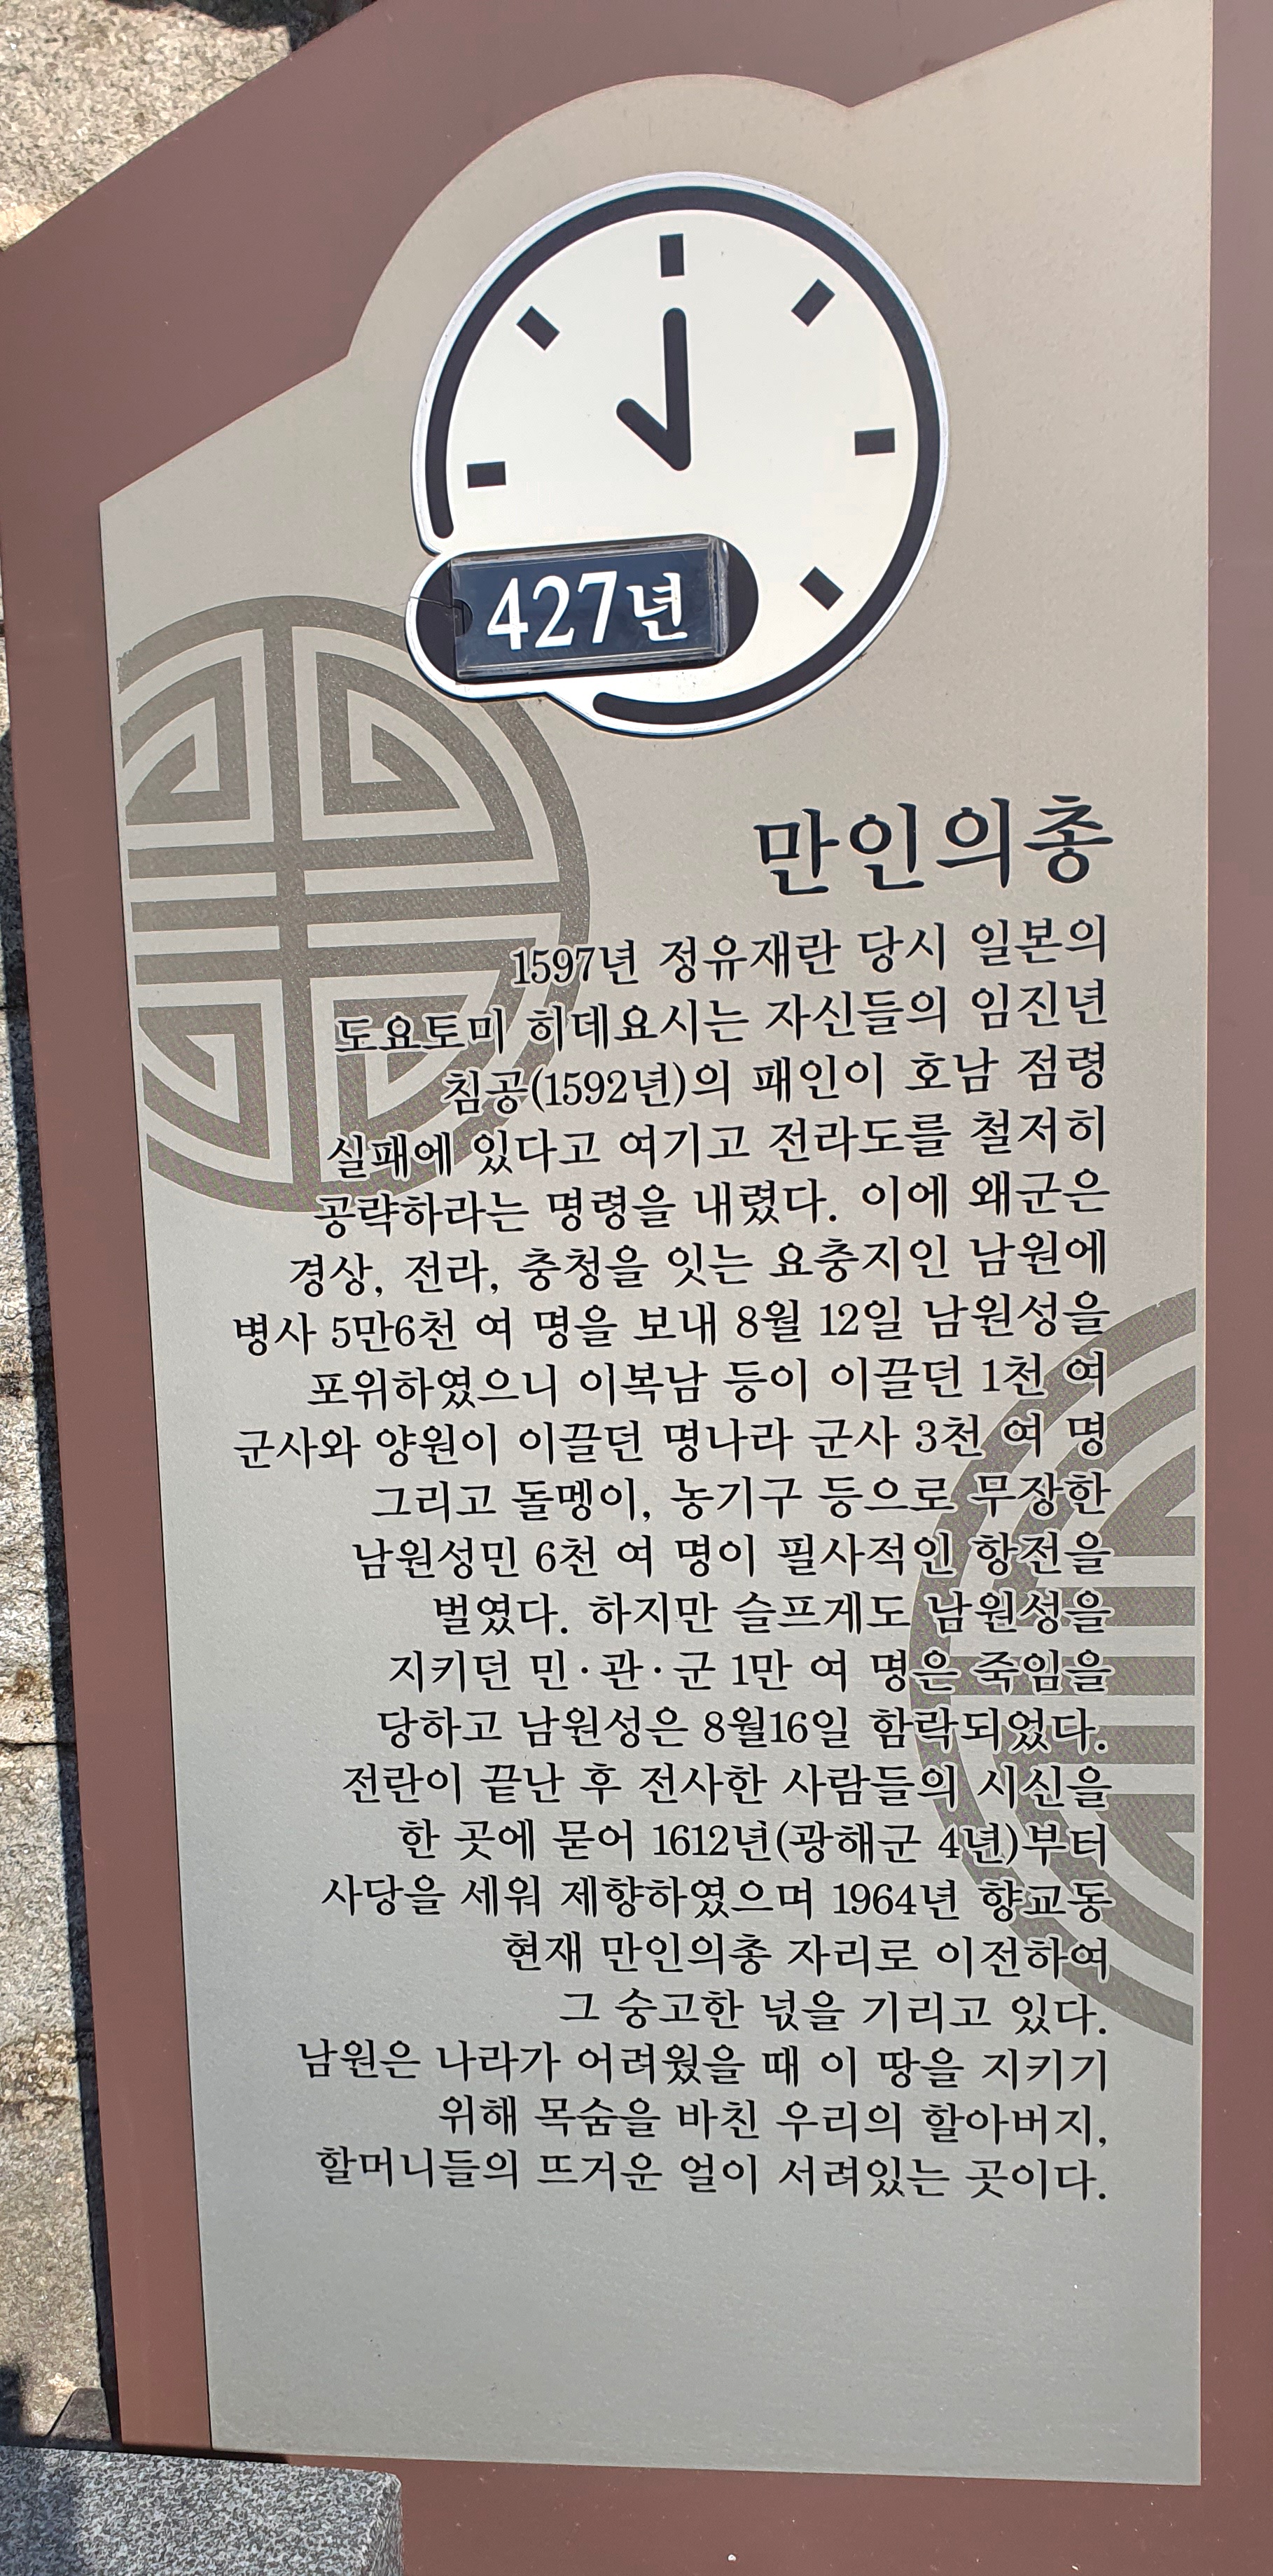 427년
만인의총
1597년 정유재란 당시 일본의
도요토미 히데요시는 자신들의 임진년
침공(1592년)의 패인이 호남 점령
실패에 있다고 여기고 전라도를 철저히
공략하라는 명령을 내렸다. 이에 왜군은
경상, 전라, 충청을 잇는 요충지인 남원에
병사 5만6천 여 명을 보내 8월 12일 남원성을
포위하였으니 이복남 등이 이끌던 1천 여
군사와 양원이 이끌던 명나라 군사 3천 여 명
그리고 돌멩이, 농기구 등으로 무장한
남원성민 6천 여 명이 필사적인 항전을
벌였다. 하지만 슬프게도 남원성을
지키던 민·관·군 1만 여 명은 죽임을
당하고 남원성은 8월16일 함락되었다.
전란이 끝난 후 전사한 사람들의 시신을
한 곳에 묻어 1612년(광해군 4년)부터
사당을 세워 제향하였으며 1964년 향교동
현재 만인의총 자리로 이전하여
그 숭고한 넋을 기리고 있다.
남원은 나라가 어려웠을 때 이 땅을 지키기
위해 목숨을 바친 우리의 할아버지,
할머니들의 뜨거운 얼이 서려있는 곳이다.